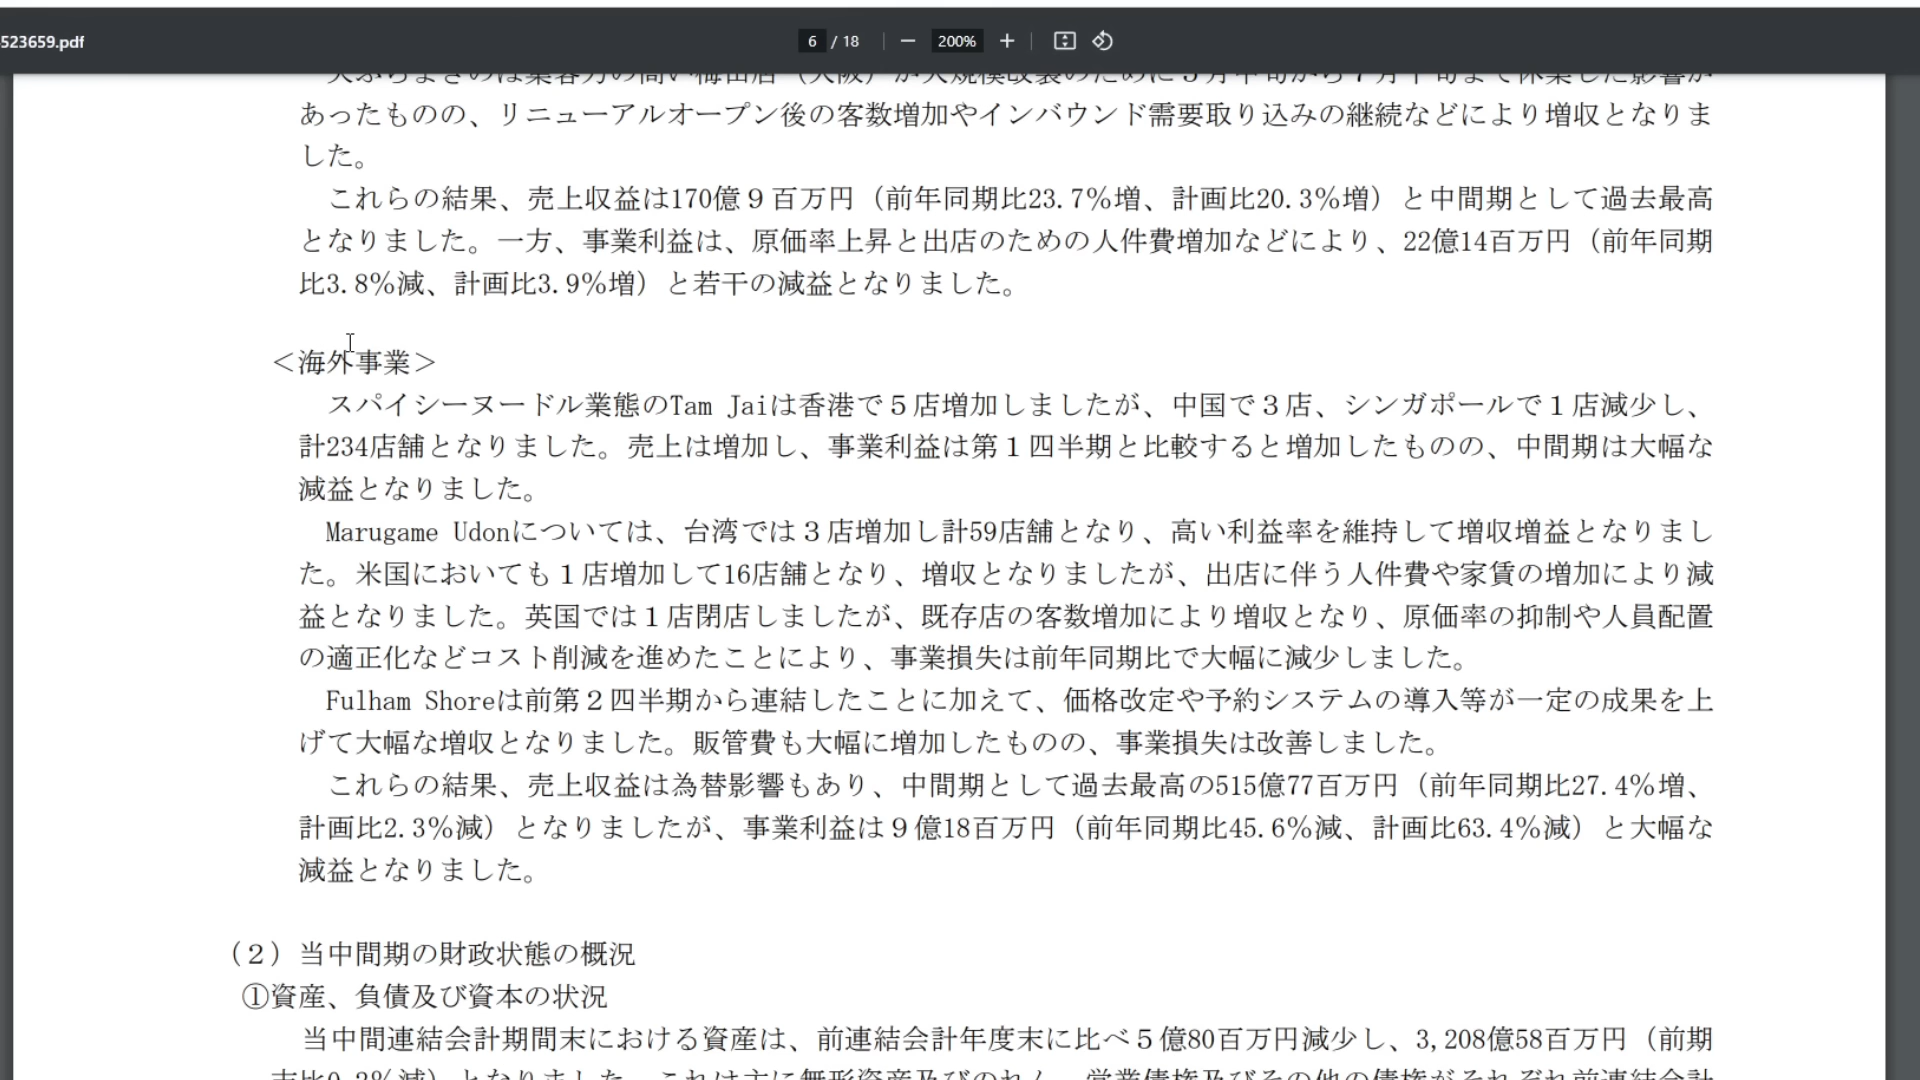 523659.pdf
6 / 18
200%
あったものの、リニューアルオープン後の客数増加やインバウンド需要取り込みの継続などにより増収となりま
した。
これらの結果、売上収益は170億９百万円（前年同期比23.7％増、計画比20.3％増）と中間期として過去最高
となりました。一方、事業利益は、原価率上昇と出店のための人件費増加などにより、22億14百万円（前年同期
比3.8％減、計画比3.9％増）と若干の減益となりました。
＜海外事業＞
スパイシーヌードル業態のTam Jaiは香港で５店増加しましたが、中国で３店、シンガポールで１店減少し、
計234店舗となりました。売上は増加し、事業利益は第１四半期と比較すると増加したものの、中間期は大幅な
減益となりました。
Marugame Udonについては、台湾では３店増加し計59店舗となり、高い利益率を維持して増収増益となりまし
た。米国においても１店増加して16店舗となり、増収となりましたが、出店に伴う人件費や家賃の増加により減
益となりました。英国では１店閉店しましたが、既存店の客数増加により増収となり、原価率の抑制や人員配置
の適正化などコスト削減を進めたことにより、事業損失は前年同期比で大幅に減少しました。
Fulham Shoreは前第２四半期から連結したことに加えて、価格改定や予約システムの導入等が一定の成果を上
げて大幅な増収となりました。販管費も大幅に増加したものの、事業損失は改善しました。
これらの結果、売上収益は為替影響もあり、中間期として過去最高の515億77百万円（前年同期比27.4％増、
計画比2.3％減）となりましたが、事業利益は９億18百万円（前年同期比45.6％減、計画比63.4％減）と大幅な
減益となりました。
（２）当中間期の財政状態の概況
①資産、負債及び資本の状況
当中間連結会計期間末における資産は、前連結会計年度末に比べ５億80百万円減少し、3,208億58百万円（前期